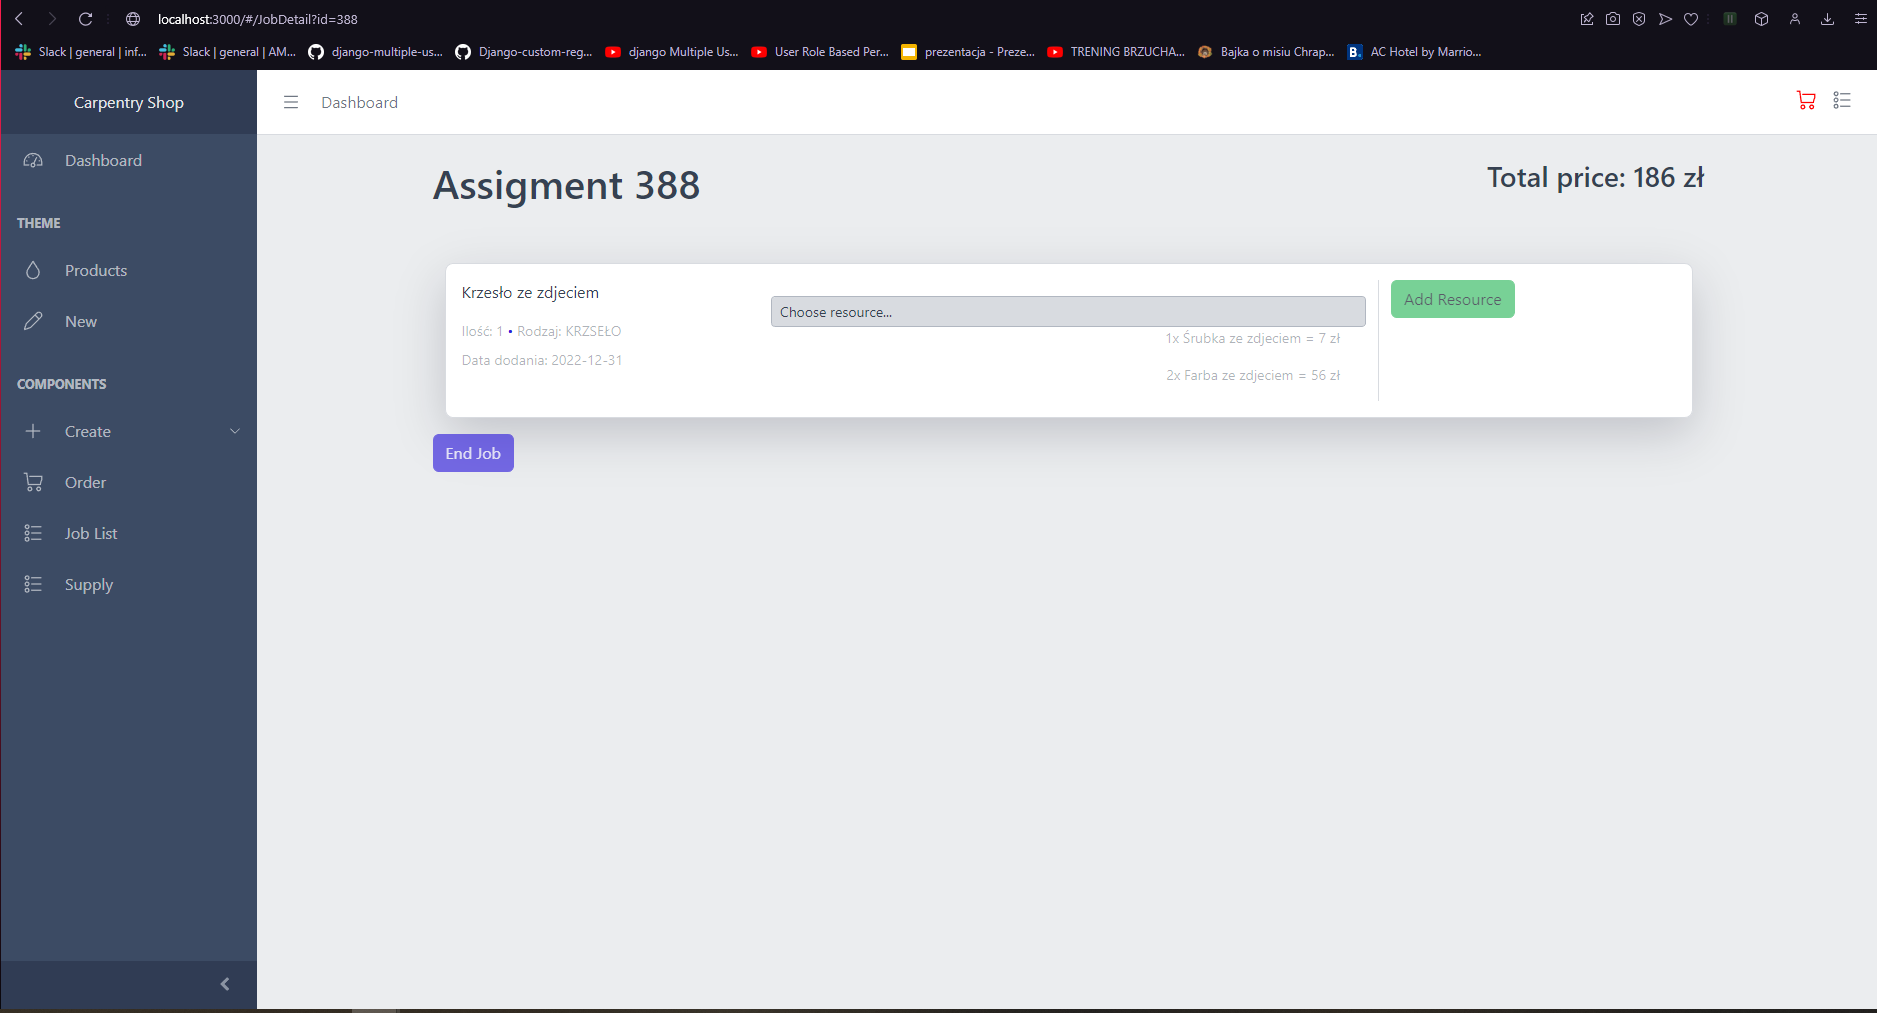 localhost:3000/#/JobDetail?id=388
Slack | general | inf...
Slack | general | AM...
django-multiple-us...
Django-custom-reg...
django Multiple Us...
User Role Based Per...
prezentacja - Preze...
TRENING BRZUCHA...
Bajka o misiu Chrap...
B.
AC Hotel by Marrio...
Carpentry Shop
Dashboard
Dashboard
THEME
Products
New
COMPONENTS
Create
Order
Job List
Supply
Assigment 388
Total price: 186 zł
Krzesło ze zdjeciem
Ilość: 1 • Rodzaj: KRZSEŁO
Data dodania: 2022-12-31
Choose resource...
1x Śrubka ze zdjeciem = 7 zł
2x Farba ze zdjeciem = 56 zł
Add Resource
End Job